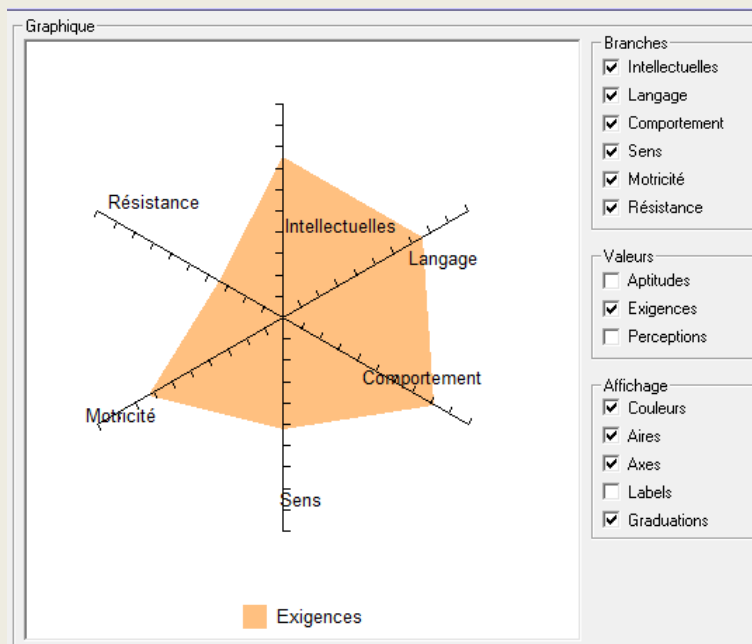 Graphique
Résistance
Intellectuelles
Langage
Comportement
Motricité
Sens
Exigences
Branches
Intellectuelles
Langage
Comportement
Sens
Motricité
Résistance
Valeurs
Aptitudes
Exigences
Perceptions
Affichage
Couleurs
Aires
Axes
Labels
Graduations